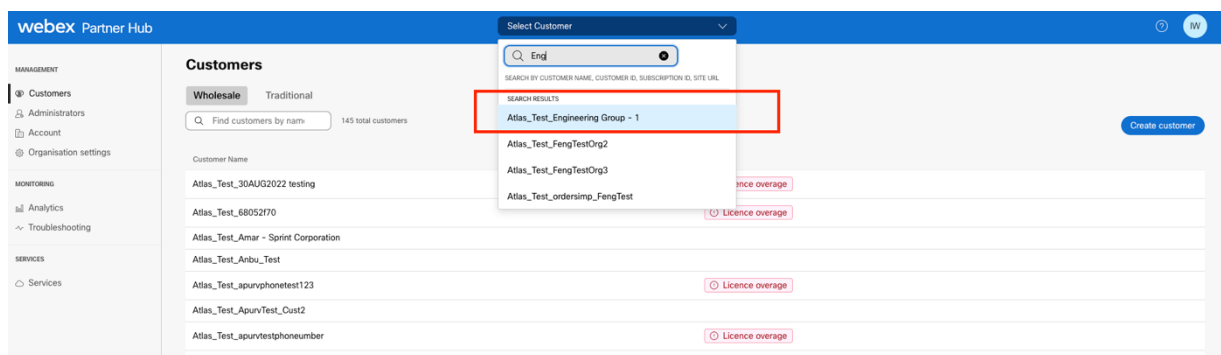 webex Partner Hub
Select Customer
IW
MANAGEMENT
Customers
Administrators
Account
Organisation settings
MONITORING
Analytics
Troubleshooting
SERVICES
Services
Customers
Wholesale Traditional
Find customers by nam
145 total customers
Create customer
Eng
SEARCH BY CUSTOMER NAME, CUSTOMER ID, SUBSCRIPTION ID, SITE URL
SEARCH RESULTS
Atlas_Test_Engineering Group - 1
Atlas_Test_FengTestOrg2
Atlas_Test_FengTestOrg3
Atlas_Test_ordersimp_FengTest
Customer Name
Atlas_Test_30AUG2022 testing
ence overage
Atlas_Test_68052f70
Licence overage
Atlas_Test_Amar - Sprint Corporation
Atlas_Test_Anbu_Test
Atlas_Test_apurvphonetest123
Licence overage
Atlas_Test_ApurvTest_Cust2
Atlas_Test_apurvtestphoneumber
Licence overage